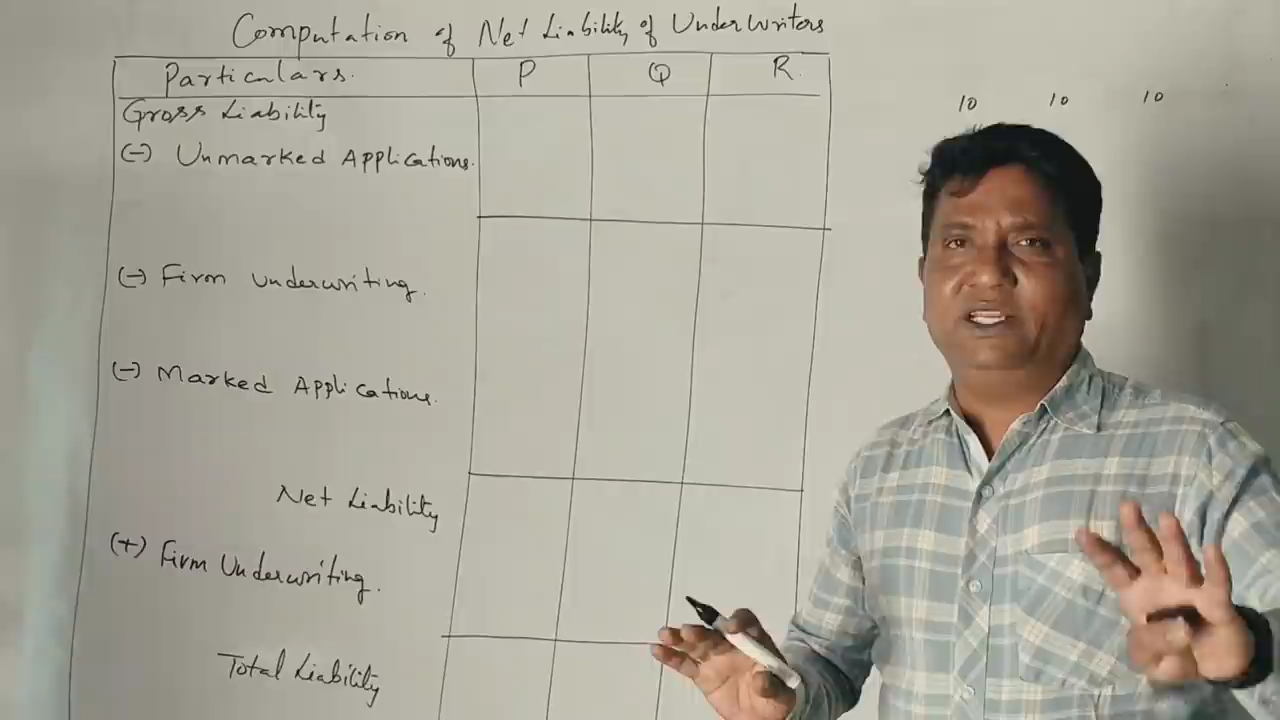 Computation of Net Liability of Underwriters
Particulars. P Q R.
Gross Liability
(-) Unmarked Applications.
(-) Firm Underwriting.
(-) Marked Applications.
Net Liability
(+) Firm Underwriting.
Total Liability
10 10 10